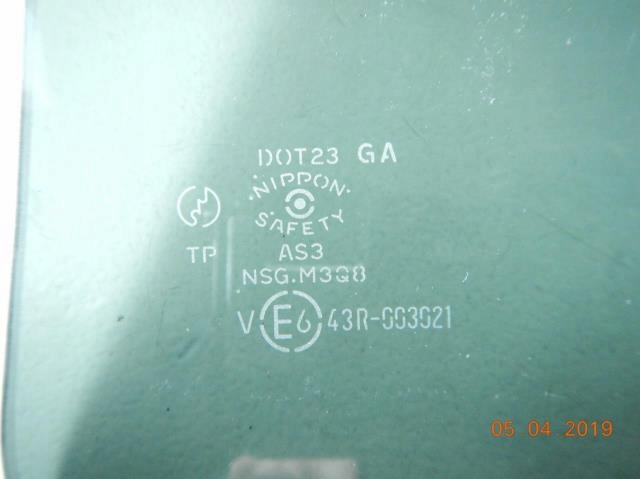 DOT23 GA
NIPPON
SAFETY
TP AS3
NSG.M3Q8
V E6 43R-003021
05 04 2019